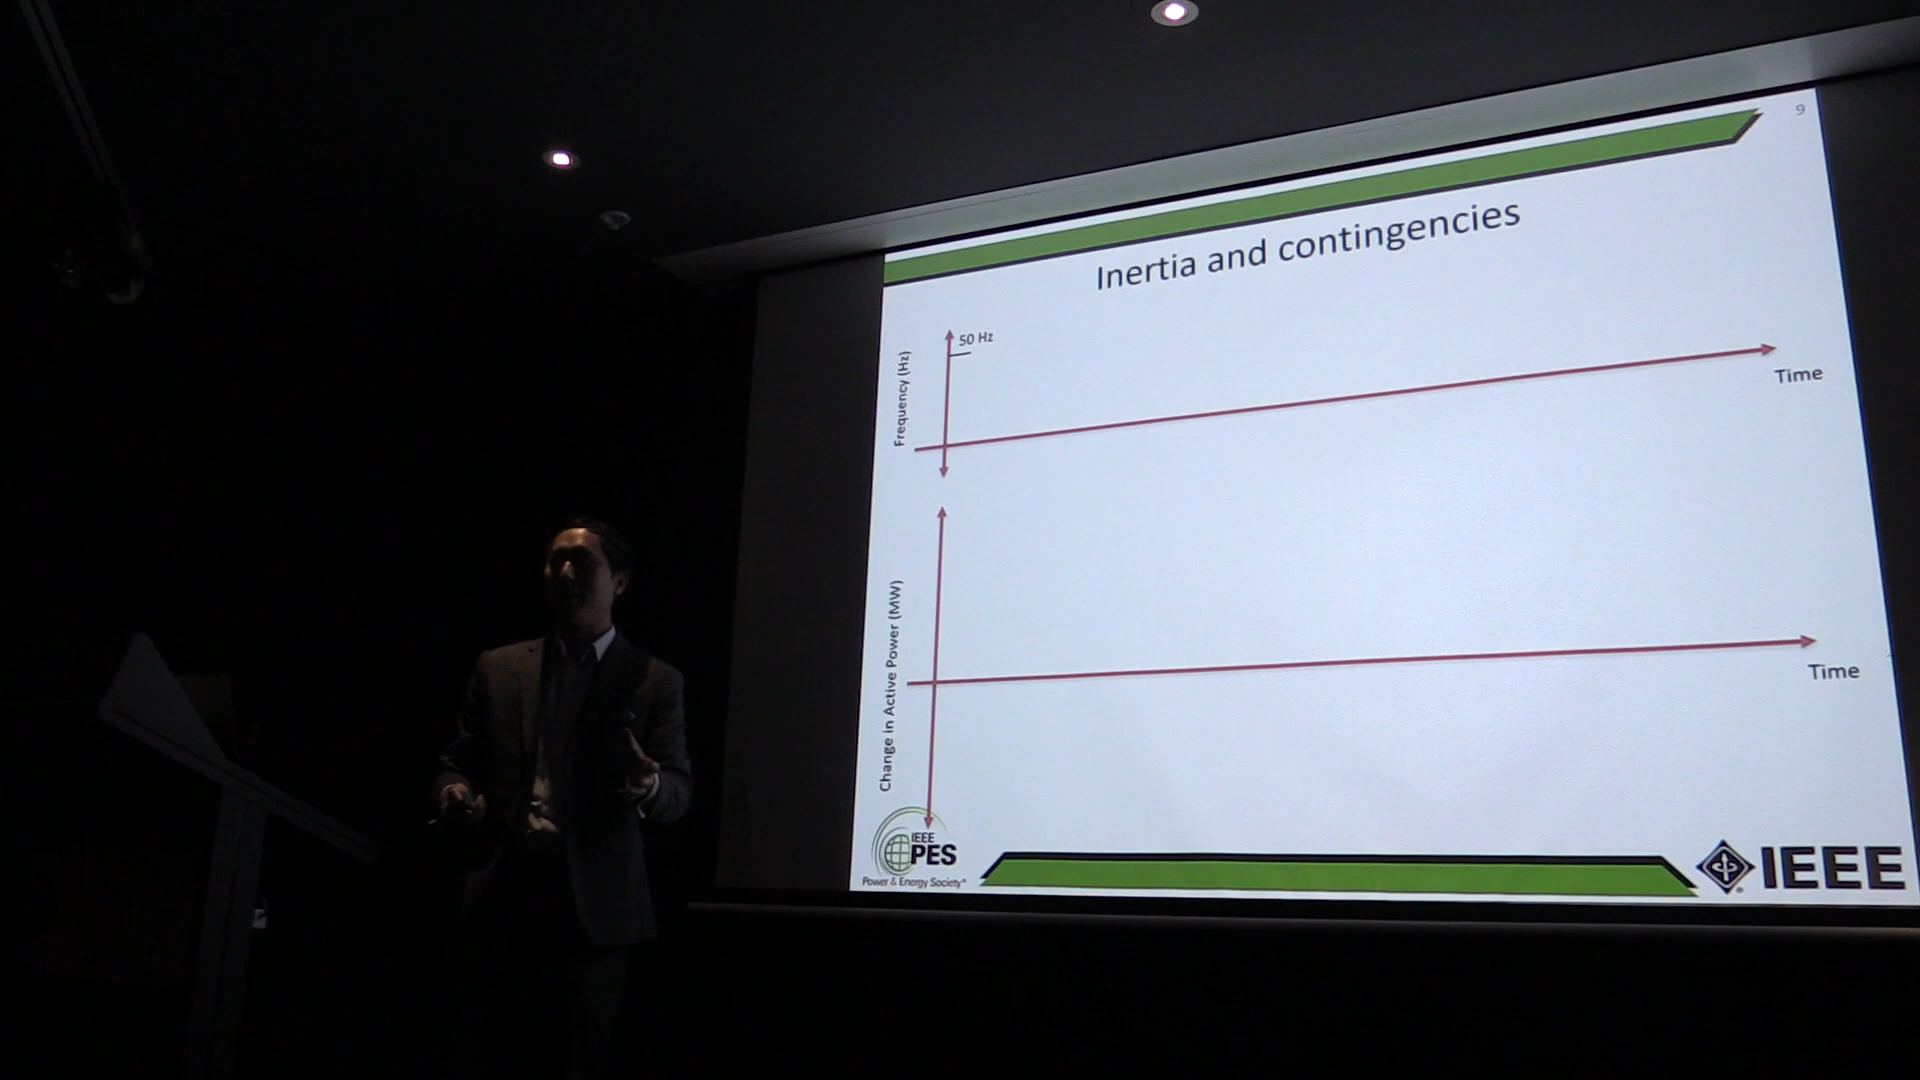 9
Inertia and contingencies
50 Hz
Frequency (Hz)
Time
Change in Active Power (MW)
Time
IEEE
PES
Power & Energy Society®
IEEE